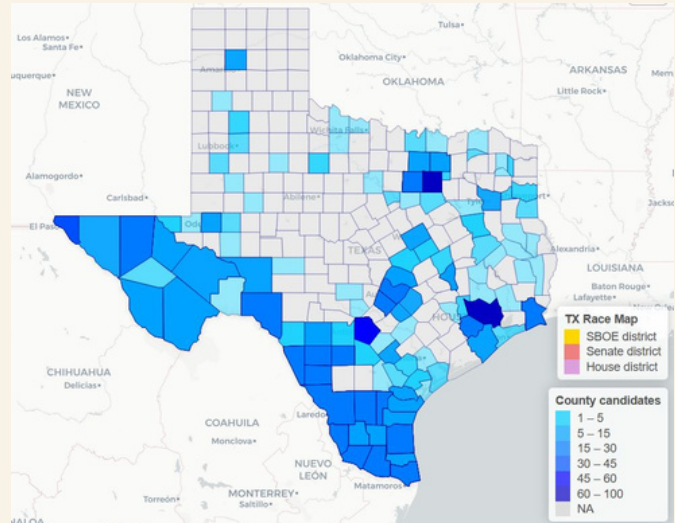 Tulsa
Los Alamos
Santa Fe
Oklahoma City
OKLAHOMA
ARKANSAS
Little Rock
NEW
MEXICO
Wichita Falls
Lubbock
Alamogordo
Carlsbad
Abilene
El Paso
TEXAS
Alexandria
LOUISIANA
Baton Rouge
Lafayette
TX Race Map
SBOE district
Senate district
House district
CHIHUAHUA
Delicias
County candidates
1 – 5
5 – 15
15 – 30
30 – 45
45 – 60
60 – 100
NA
COAHUILA
Laredo
Monclova
NUEVO
LEÓN
Matamoros
MONTERREY
Saltillo
Torreón